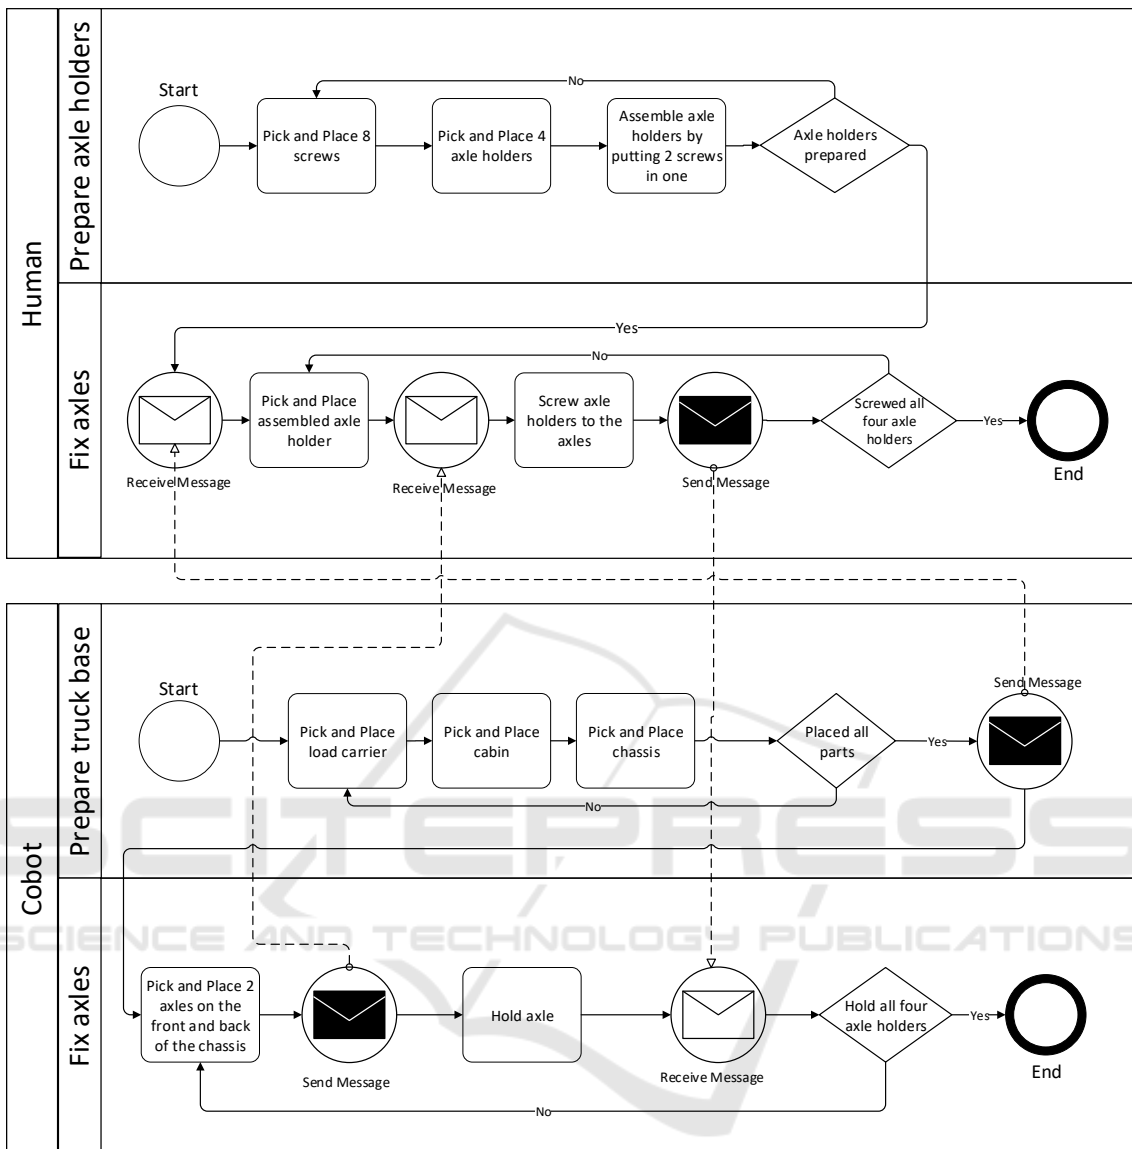 Human
Prepare axle holders
Start
Pick and Place 8
screws
Pick and Place 4
axle holders
Assemble axle
holders by
putting 2 screws
in one
Axle holders
prepared
No
Yes
Fix axles
Receive Message
Pick and Place
assembled axle
holder
Receive Message
Screw axle
holders to the
axles
Send Message
Screwed all
four axle
holders
No
Yes
End
Cobot
Prepare truck base
Start
Pick and Place
load carrier
Pick and Place
cabin
Pick and Place
chassis
Placed all
parts
No
Yes
Send Message
Fix axles
Pick and Place 2
axles on the
front and back
of the chassis
Send Message
Hold axle
Receive Message
Hold all four
axle holders
No
Yes
End
SCITEPRESS
SCIENCE AND TECHNOLOGY PUBLICATIONS